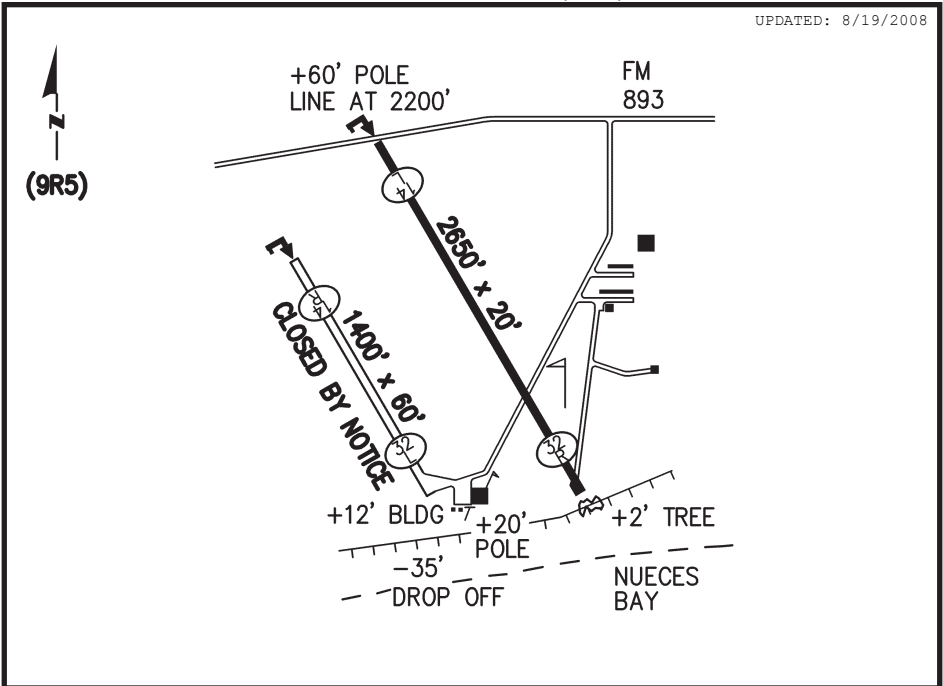 UPDATED: 8/19/2008
+60' POLE
LINE AT 2200'
FM
893
N
(9R5)
14
L
2650' x 20'
14
R
1400' x 60'
CLOSED BY NOTICE
32
L
32
R
+12' BLDG
+20'
POLE
+2' TREE
-35'
DROP OFF
NUECES
BAY